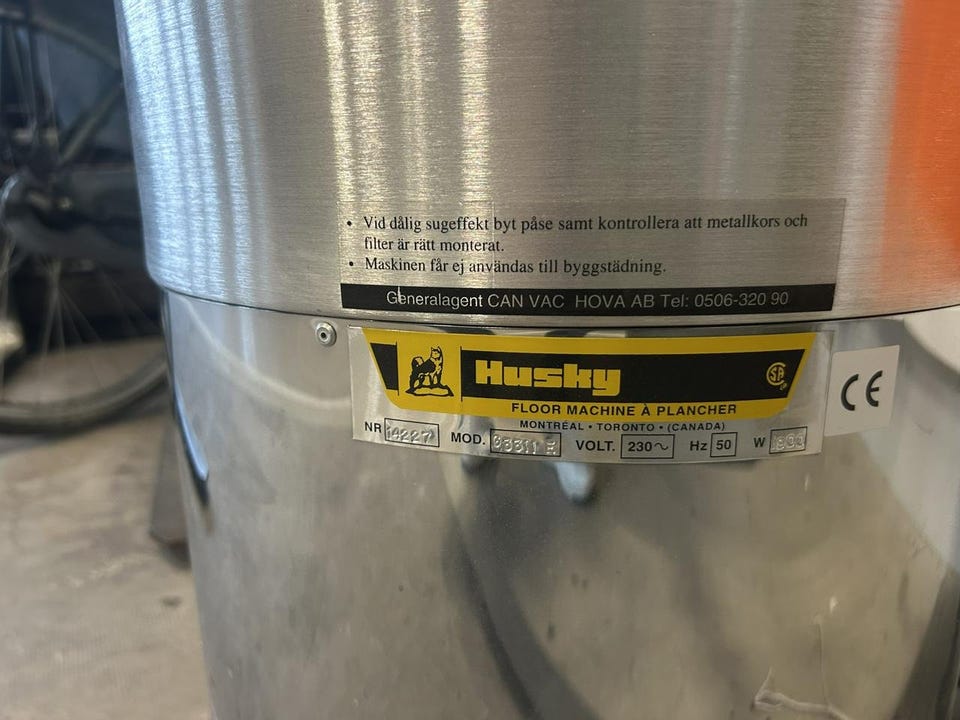 • Vid dålig sugeffekt byt påse samt kontrollera att metallkors och
filter är rätt monterat.
• Maskinen får ej användas till byggstädning.
Generalagent CAN VAC HOVA AB Tel: 0506-320 90
Husky
FLOOR MACHINE À PLANCHER
MONTRÉAL • TORONTO • (CANADA)
NR 14227 MOD. VOLT. 230~ Hz 50 W
CE